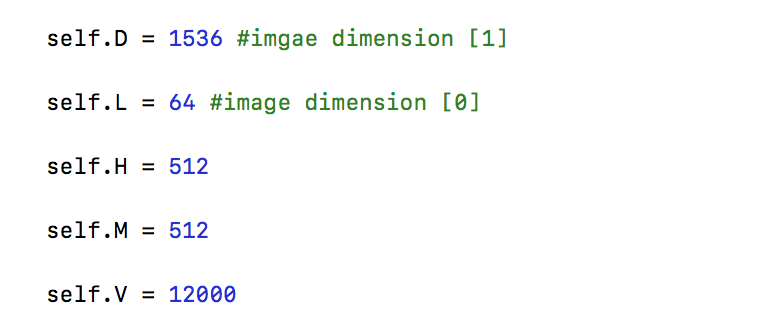 self.D = 1536 #imgae dimension [1]
self.L = 64 #image dimension [0]
self.H = 512
self.M = 512
self.V = 12000